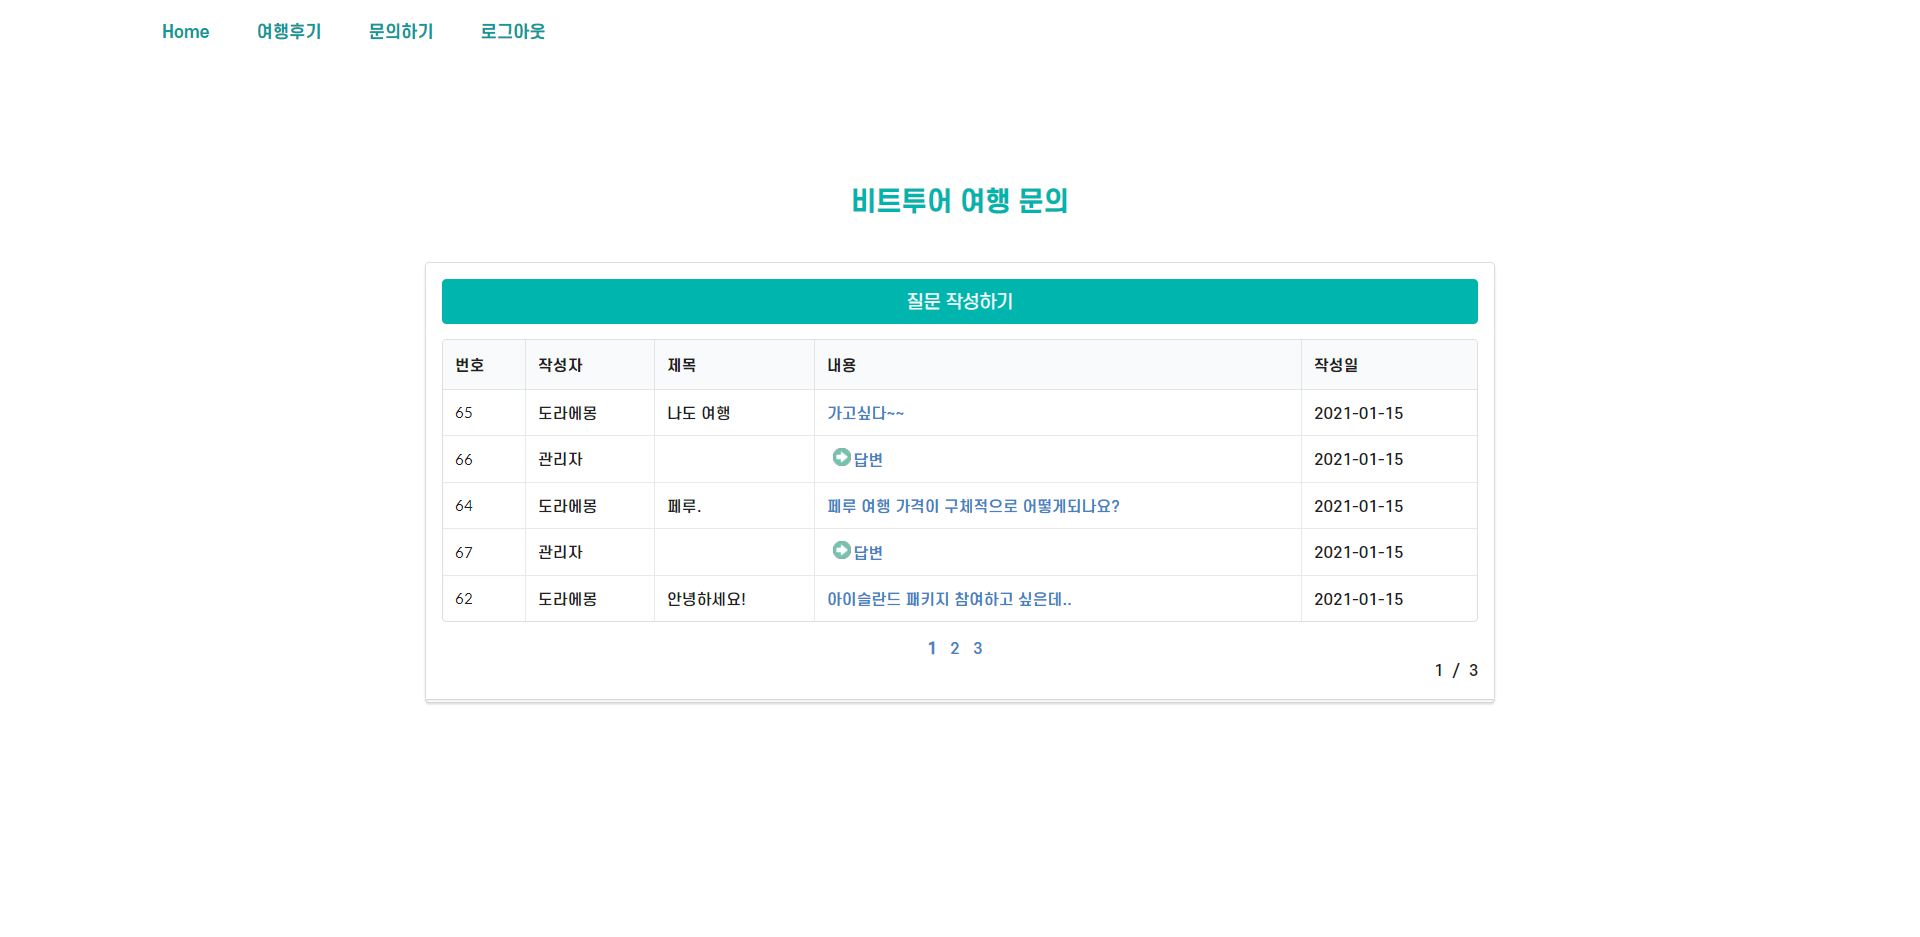 Home 여행후기 문의하기 로그아웃
비트투어 여행 문의
질문 작성하기
번호 작성자 제목 내용 작성일
65 도라에몽 나도 여행 가고싶다~~ 2021-01-15
66 관리자 답변 2021-01-15
64 도라에몽 페루. 페루 여행 가격이 구체적으로 어떻게되나요? 2021-01-15
67 관리자 답변 2021-01-15
62 도라에몽 안녕하세요! 아이슬란드 패키지 참여하고 싶은데.. 2021-01-15
1 2 3
1 / 3